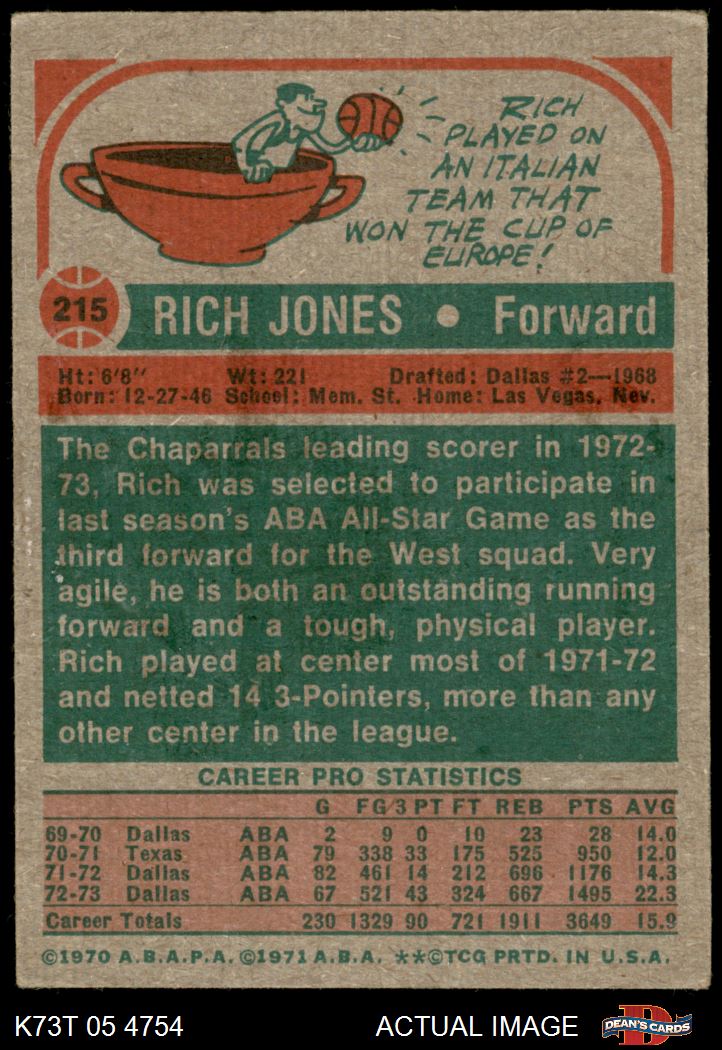 RICH
PLAYED ON
AN ITALIAN
TEAM THAT
WON THE CUP OF
EUROPE!
215 RICH JONES • Forward
Ht: 6'8" Wt: 221 Drafted: Dallas #2—1968
Born: 12-27-46 School: Mem. St. Home: Las Vegas, Nev.
The Chaparrals leading scorer in 1972-
73, Rich was selected to participate in
last season's ABA All-Star Game as the
third forward for the West squad. Very
agile, he is both an outstanding running
forward and a tough, physical player.
Rich played at center most of 1971-72
and netted 14 3-Pointers, more than any
other center in the league.
CAREER PRO STATISTICS
G FG 3 PT FT REB PTS AVG
69-70 Dallas ABA 2 9 0 10 23 28 14.0
70-71 Texas ABA 79 338 33 175 525 950 12.0
71-72 Dallas ABA 82 461 14 212 696 1176 14.3
72-73 Dallas ABA 67 521 43 324 667 1495 22.3
Career Totals 230 1329 90 721 1911 3649 15.9
©1970 A.B.A.P.A. ©1971 A.B.A. **©TCG PRTD. IN U.S.A.
K73T 05 4754 ACTUAL IMAGE DEAN'S CARDS